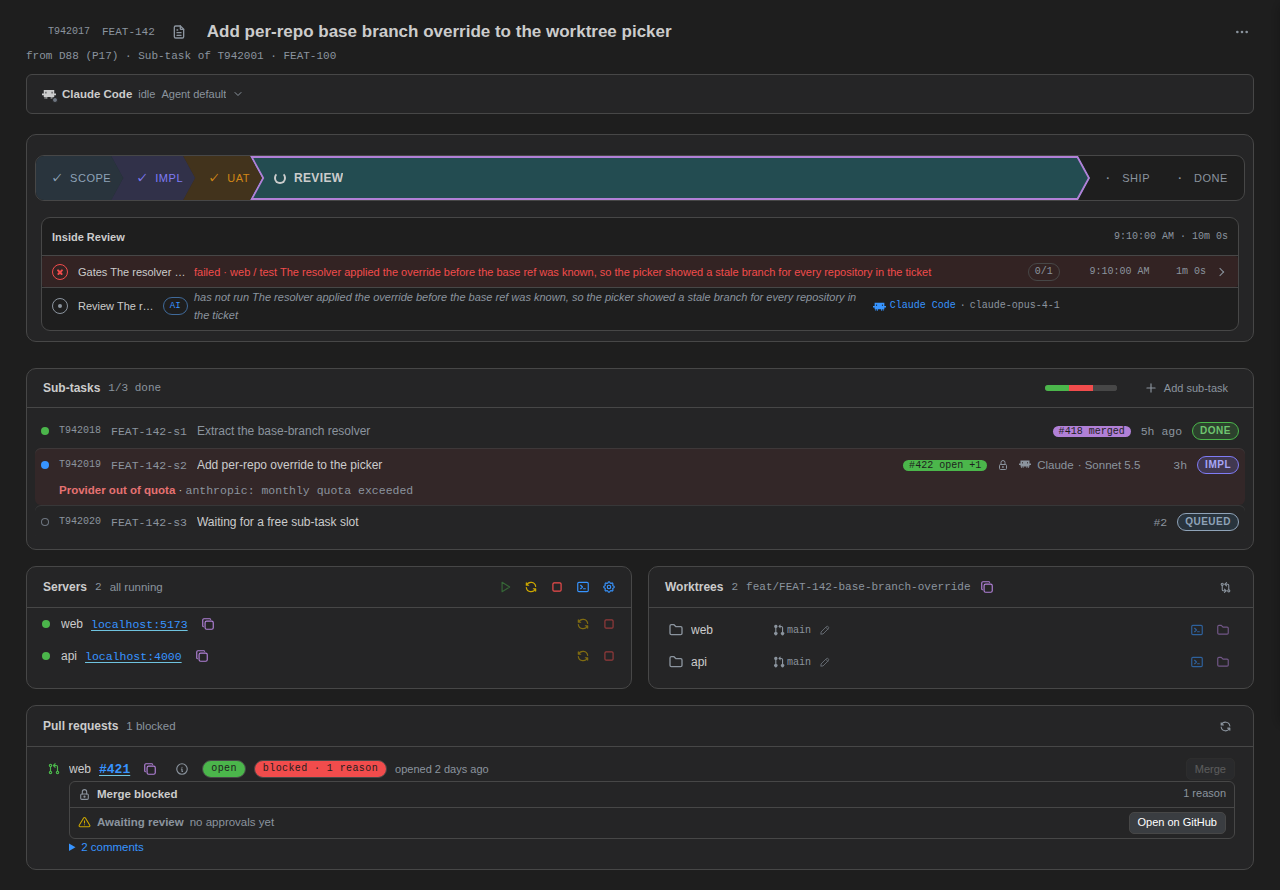 T942017 FEAT-142 Add per-repo base branch override to the worktree picker
from D88 (P17) · Sub-task of T942001 · FEAT-100
Claude Code idle Agent default
SCOPE IMPL UAT REVIEW SHIP DONE
Inside Review 9:10:00 AM · 10m 0s
Gates The resolver … failed · web / test The resolver applied the override before the base ref was known, so the picker showed a stale branch for every repository in the ticket 0/1 9:10:00 AM 1m 0s
Review The r… AI has not run The resolver applied the override before the base ref was known, so the picker showed a stale branch for every repository in
the ticket Claude Code · claude-opus-4-1
Sub-tasks 1/3 done Add sub-task
T942018 FEAT-142-s1 Extract the base-branch resolver #418 merged 5h ago DONE
T942019 FEAT-142-s2 Add per-repo override to the picker #422 open +1 Claude · Sonnet 5.5 3h IMPL
Provider out of quota · anthropic: monthly quota exceeded
T942020 FEAT-142-s3 Waiting for a free sub-task slot #2 QUEUED
Servers 2 all running
web localhost:5173
api localhost:4000
Worktrees 2 feat/FEAT-142-base-branch-override
web main
api main
Pull requests 1 blocked
web #421 open blocked · 1 reason opened 2 days ago Merge
Merge blocked 1 reason
Awaiting review no approvals yet Open on GitHub
2 comments